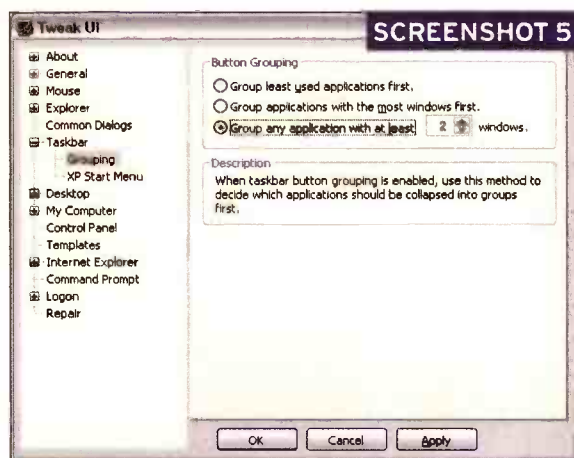 Tweak UI
SCREENSHOT 5
About
General
Mouse
Explorer
Common Dialogs
Taskbar
Grouping
XP Start Menu
Desktop
My Computer
Control Panel
Templates
Internet Explorer
Command Prompt
Logon
Repair
Button Grouping
Group least used applications first.
Group applications with the most windows first.
Group any application with at least 2 windows.
Description
When taskbar button grouping is enabled, use this method to
decide which applications should be collapsed into groups
first.
OK
Cancel
Apply